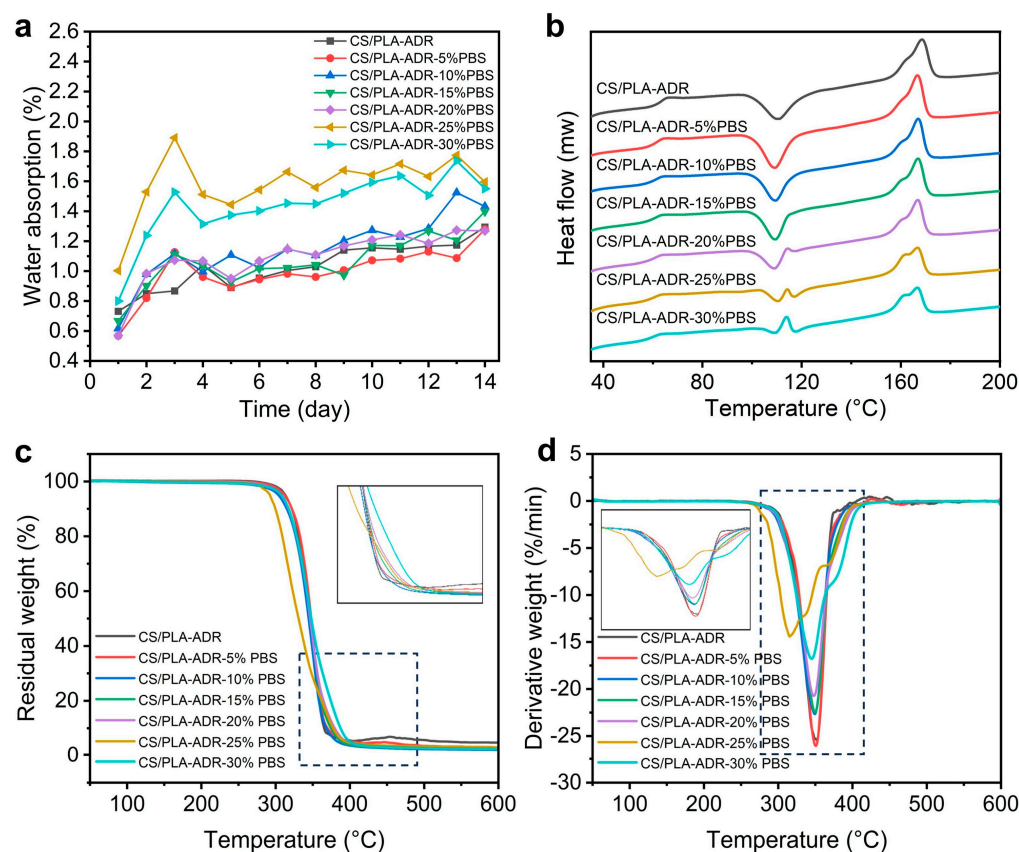 a
2.6
2.4
2.2
2.0
1.8
1.6
1.4
1.2
1.0
0.8
0.6
0.4
Water absorption (%)
CS/PLA-ADR
CS/PLA-ADR-5%PBS
CS/PLA-ADR-10%PBS
CS/PLA-ADR-15%PBS
CS/PLA-ADR-20%PBS
CS/PLA-ADR-25%PBS
CS/PLA-ADR-30%PBS
0 2 4 6 8 10 12 14
Time (day)
b
Heat flow (mw)
CS/PLA-ADR
CS/PLA-ADR-5%PBS
CS/PLA-ADR-10%PBS
CS/PLA-ADR-15%PBS
CS/PLA-ADR-20%PBS
CS/PLA-ADR-25%PBS
CS/PLA-ADR-30%PBS
40 80 120 160 200
Temperature (°C)
c
100
80
60
40
20
0
Residual weight (%)
CS/PLA-ADR
CS/PLA-ADR-5% PBS
CS/PLA-ADR-10% PBS
CS/PLA-ADR-15% PBS
CS/PLA-ADR-20% PBS
CS/PLA-ADR-25% PBS
CS/PLA-ADR-30% PBS
100 200 300 400 500 600
Temperature (°C)
d
5
0
-5
-10
-15
-20
-25
-30
Derivative weight (%/min)
CS/PLA-ADR
CS/PLA-ADR-5% PBS
CS/PLA-ADR-10% PBS
CS/PLA-ADR-15% PBS
CS/PLA-ADR-20% PBS
CS/PLA-ADR-25% PBS
CS/PLA-ADR-30% PBS
100 200 300 400 500 600
Temperature (°C)